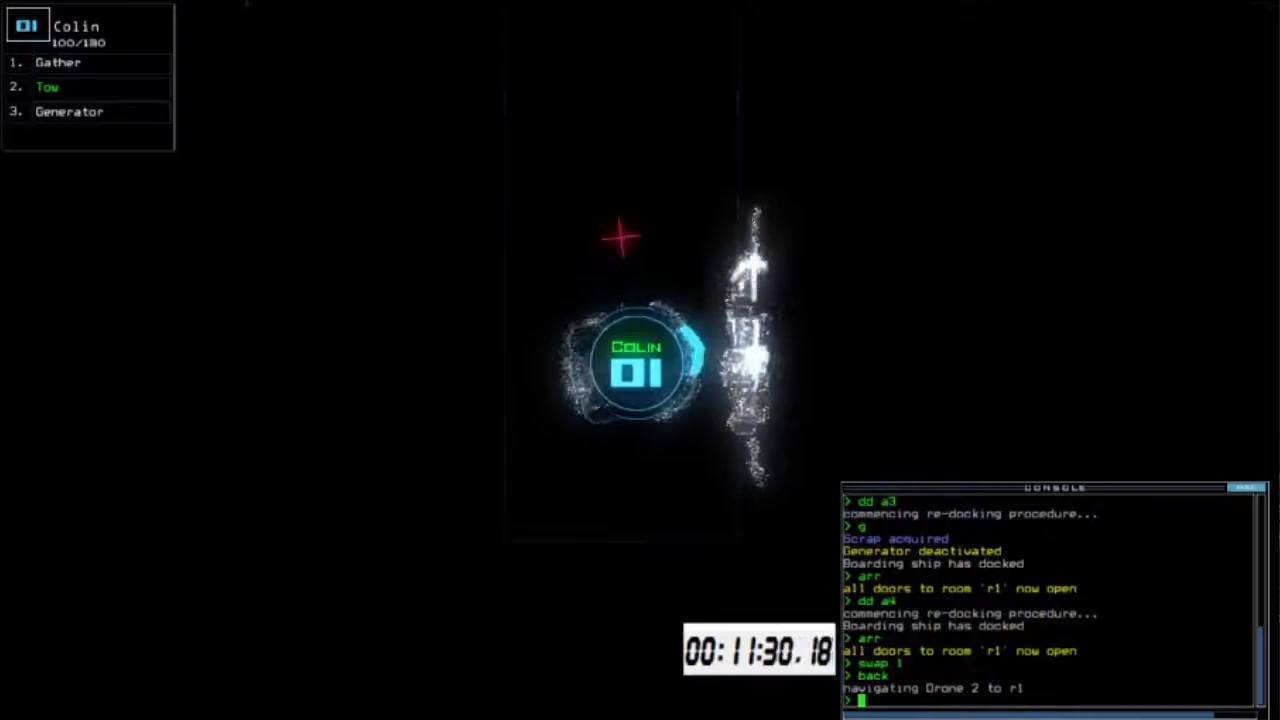 01 Colin
100/130
1. Gather
2. Tow
3. Generator
COLIN
01
CONSOLE
> dd a3
commencing re-docking procedure...
> g
Scrap acquired
Generator deactivated
Boarding ship has docked
> arr
all doors to room 'r1' now open
> dd a4
commencing re-docking procedure...
Boarding ship has docked
> arr
all doors to room 'r1' now open
> swap 1
> back
navigating Drone 2 to r1
>
00:11:30.18